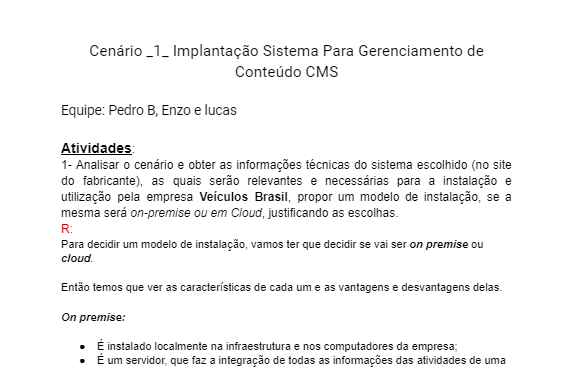 Cenário _1_ Implantação Sistema Para Gerenciamento de
Conteúdo CMS
Equipe: Pedro B, Enzo e lucas
Atividades:
1- Analisar o cenário e obter as informações técnicas do sistema escolhido (no site
do fabricante), as quais serão relevantes e necessárias para a instalação e
utilização pela empresa Veículos Brasil, propor um modelo de instalação, se a
mesma será on-premise ou em Cloud, justificando as escolhas.
R:
Para decidir um modelo de instalação, vamos ter que decidir se vai ser on premise ou
cloud.
Então temos que ver as características de cada um e as vantagens e desvantagens delas.
On premise:
● É instalado localmente na infraestrutura e nos computadores da empresa;
● É um servidor, que faz a integração de todas as informações das atividades de uma